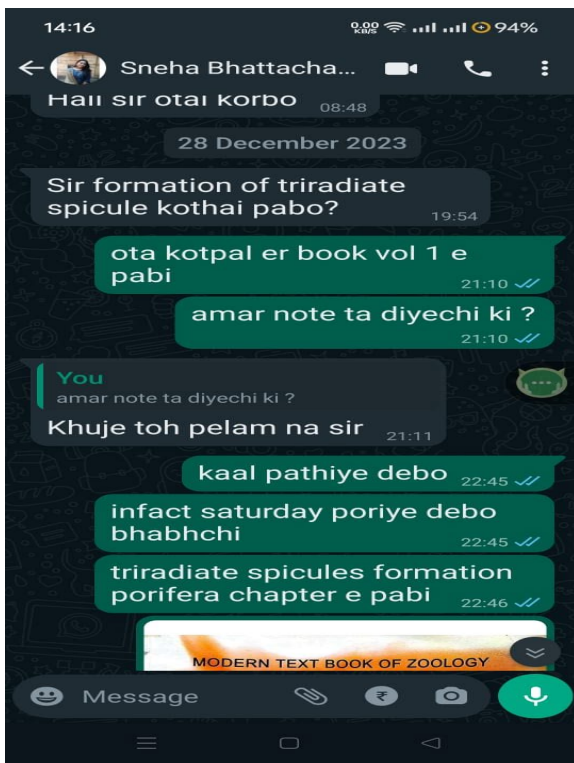 14:16 0.00 KB/S 94%
Sneha Bhattacha...
Haii sir otai korbo 08:48
28 December 2023
Sir formation of triradiate
spicule kothai pabo? 19:54
ota kotpal er book vol 1 e
pabi 21:10
amar note ta diyechi ki ?
21:10
You
amar note ta diyechi ki ?
Khuje toh pelam na sir 21:11
kaal pathiye debo 22:45
infact saturday poriye debo
bhabhchi 22:45
triradiate spicules formation
porifera chapter e pabi 22:46
MODERN TEXT BOOK OF ZOOLOGY
Message ₹